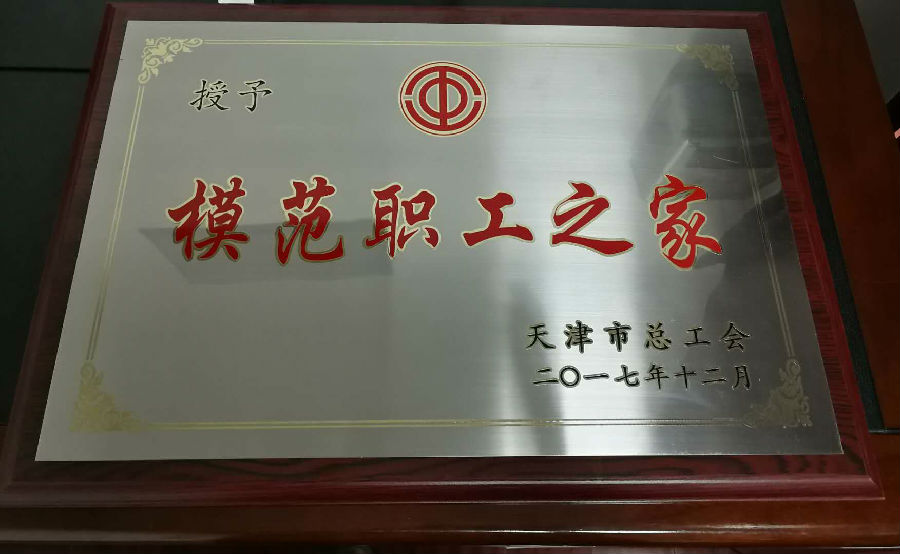 授予
模范职工之家
天津市总工会
二〇一七年十二月